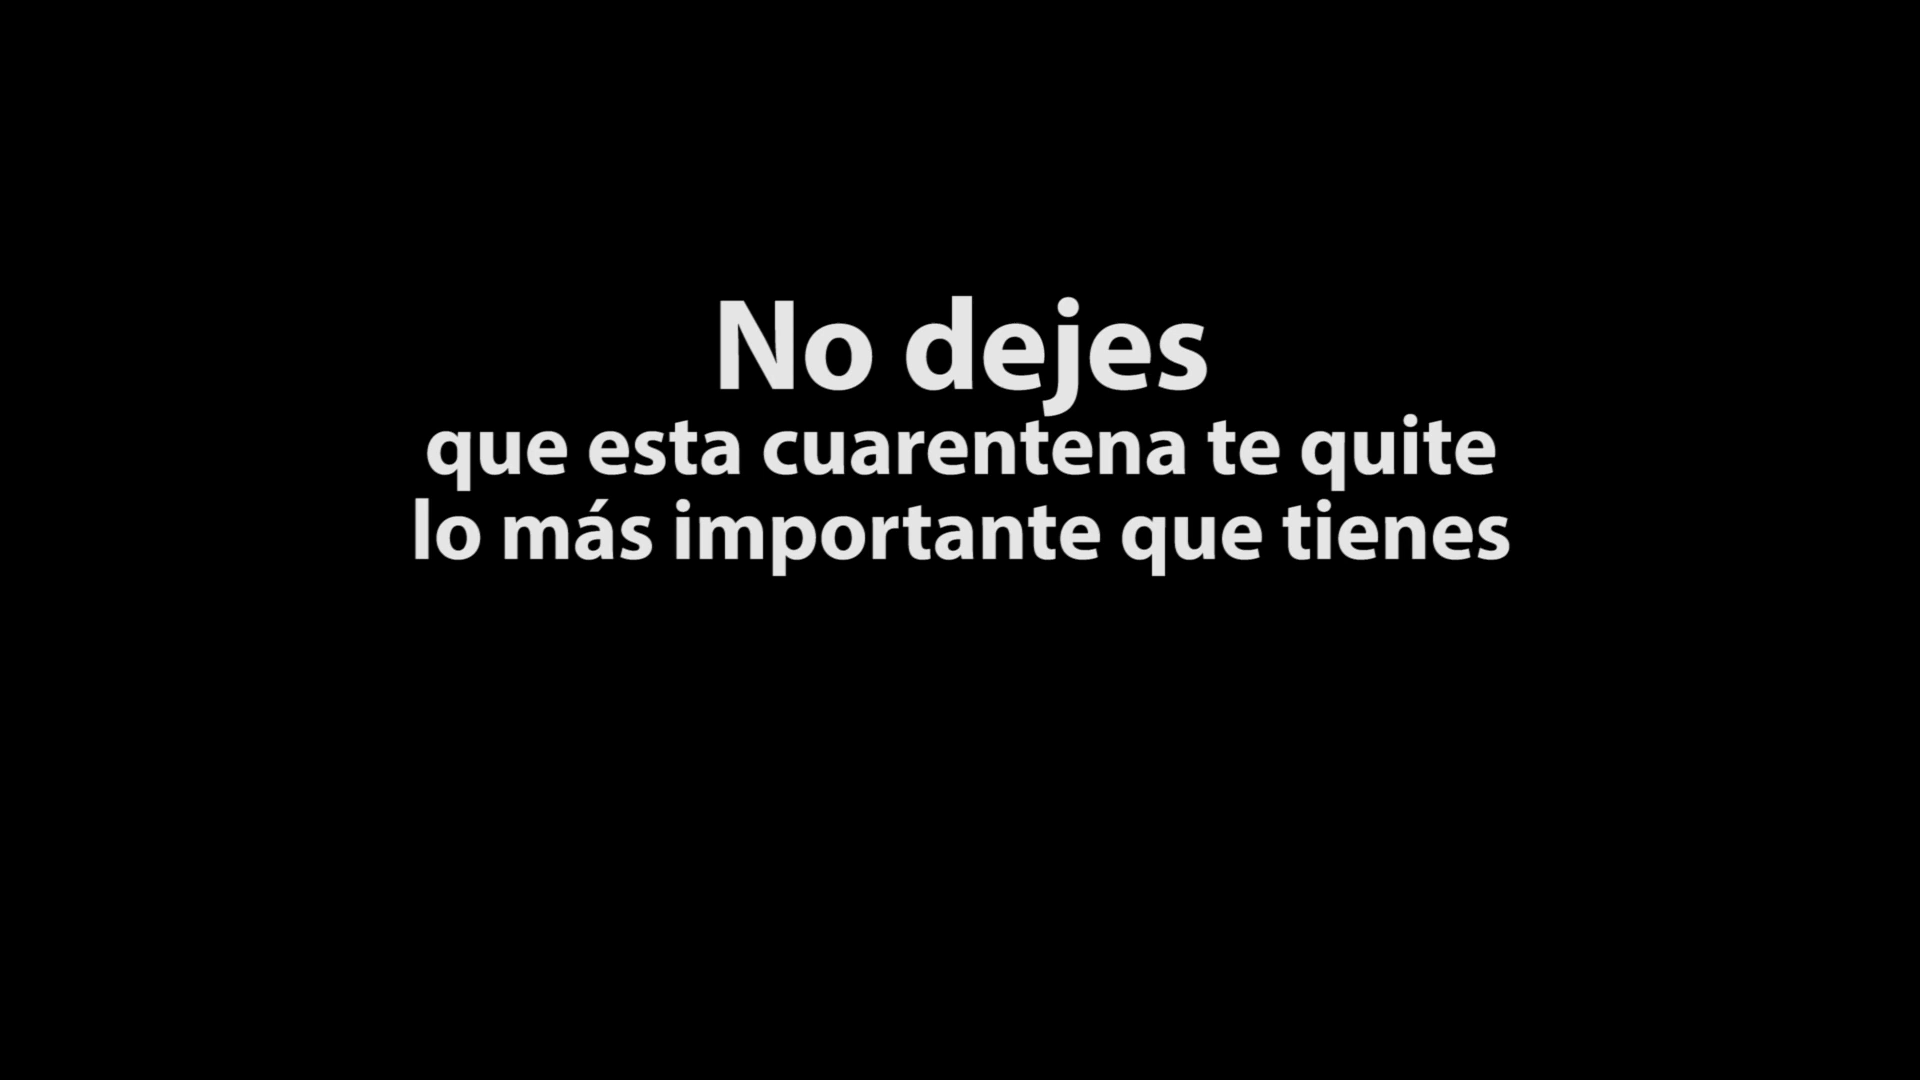 No dejes
que esta cuarentena te quite
lo más importante que tienes